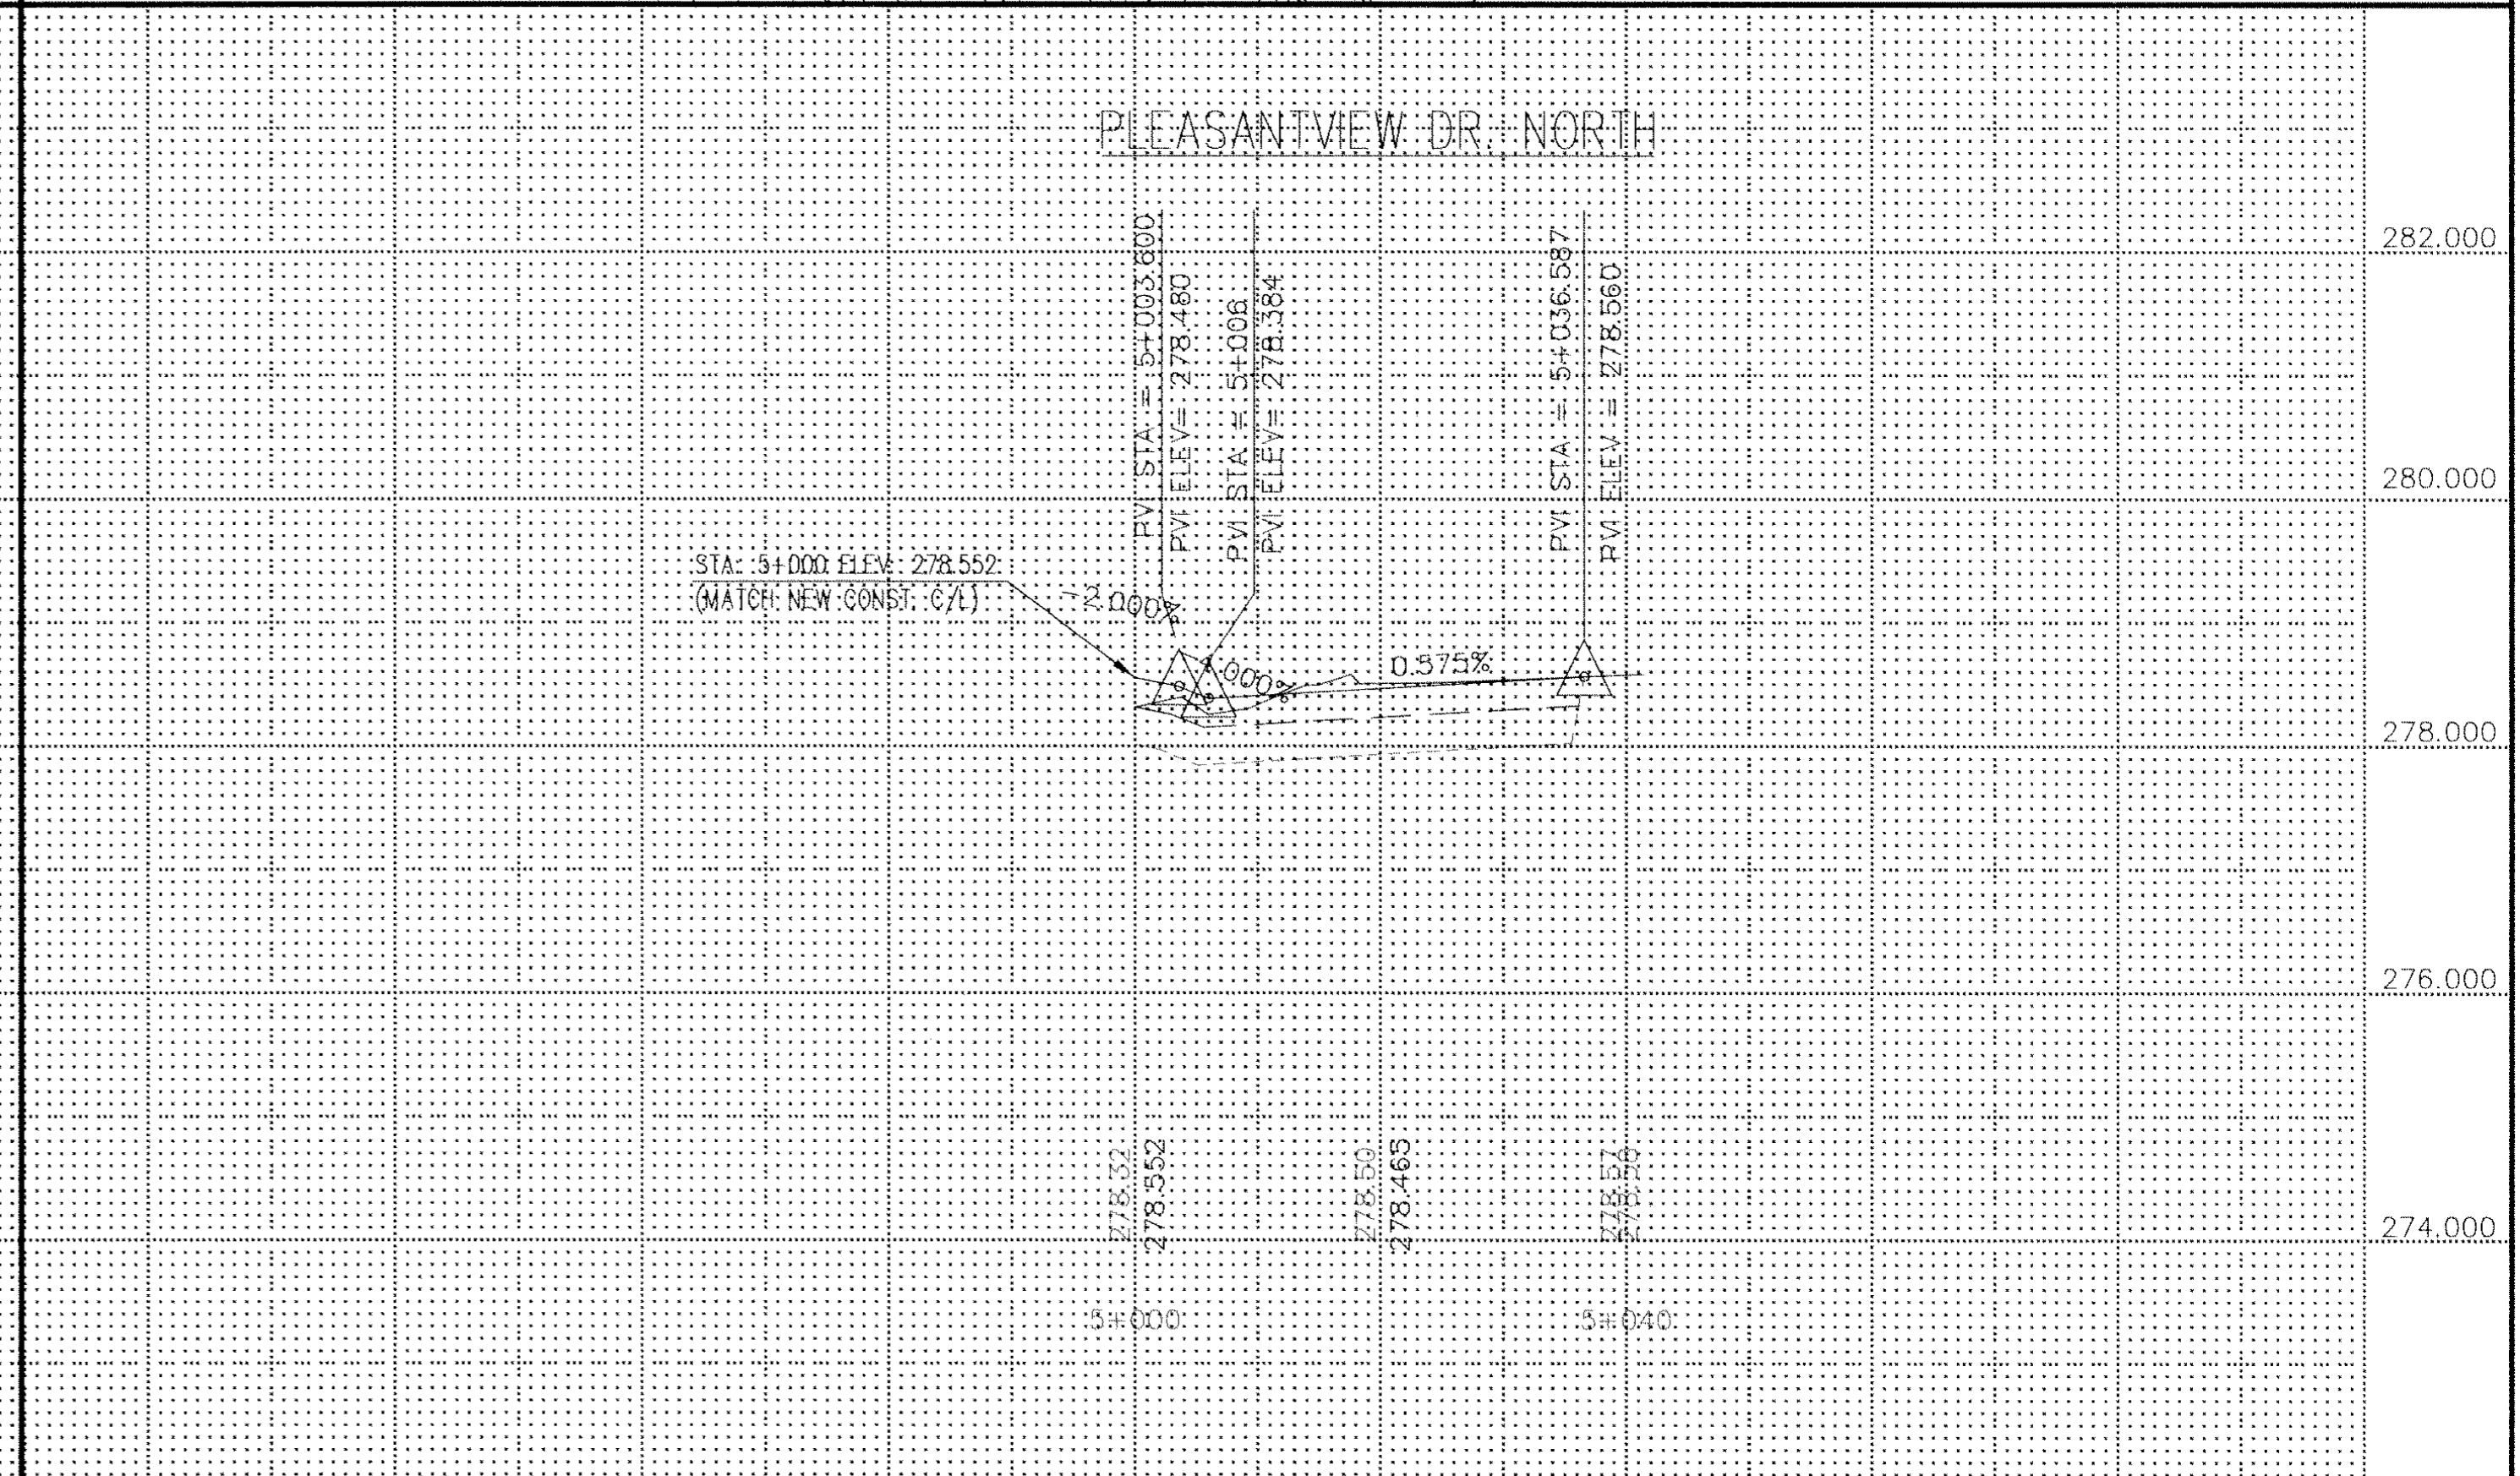 PLEASANTVIEW DR. NORTH
PVI STA = 5+003.600
PVI ELEV= 278.480
PVI STA = 5+006
PVI ELEV= 278.384
PVI STA = 5+036.587
PVI ELEV = 278.560
282.000
280.000
278.000
276.000
274.000
STA: 5+000 ELEV: 278.552
(MATCH NEW CONST. C/L)
-2.000%
0.575%
278.32
278.552
278.50
278.465
278.57
5+000
5+040